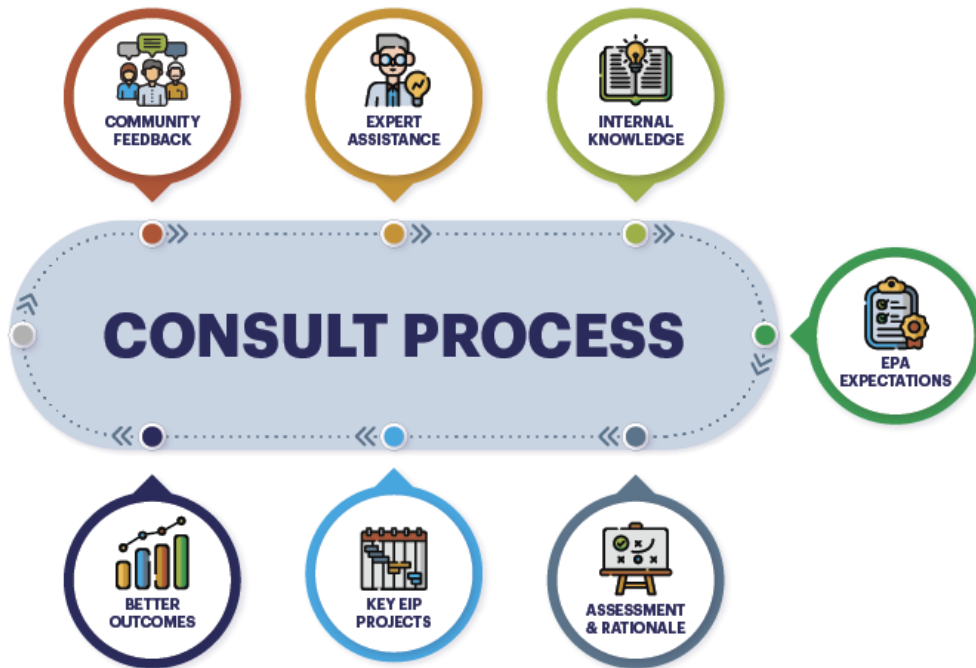 COMMUNITY
FEEDBACK
EXPERT
ASSISTANCE
INTERNAL
KNOWLEDGE
CONSULT PROCESS
EPA
EXPECTATIONS
BETTER
OUTCOMES
KEY EIP
PROJECTS
ASSESSMENT
& RATIONALE